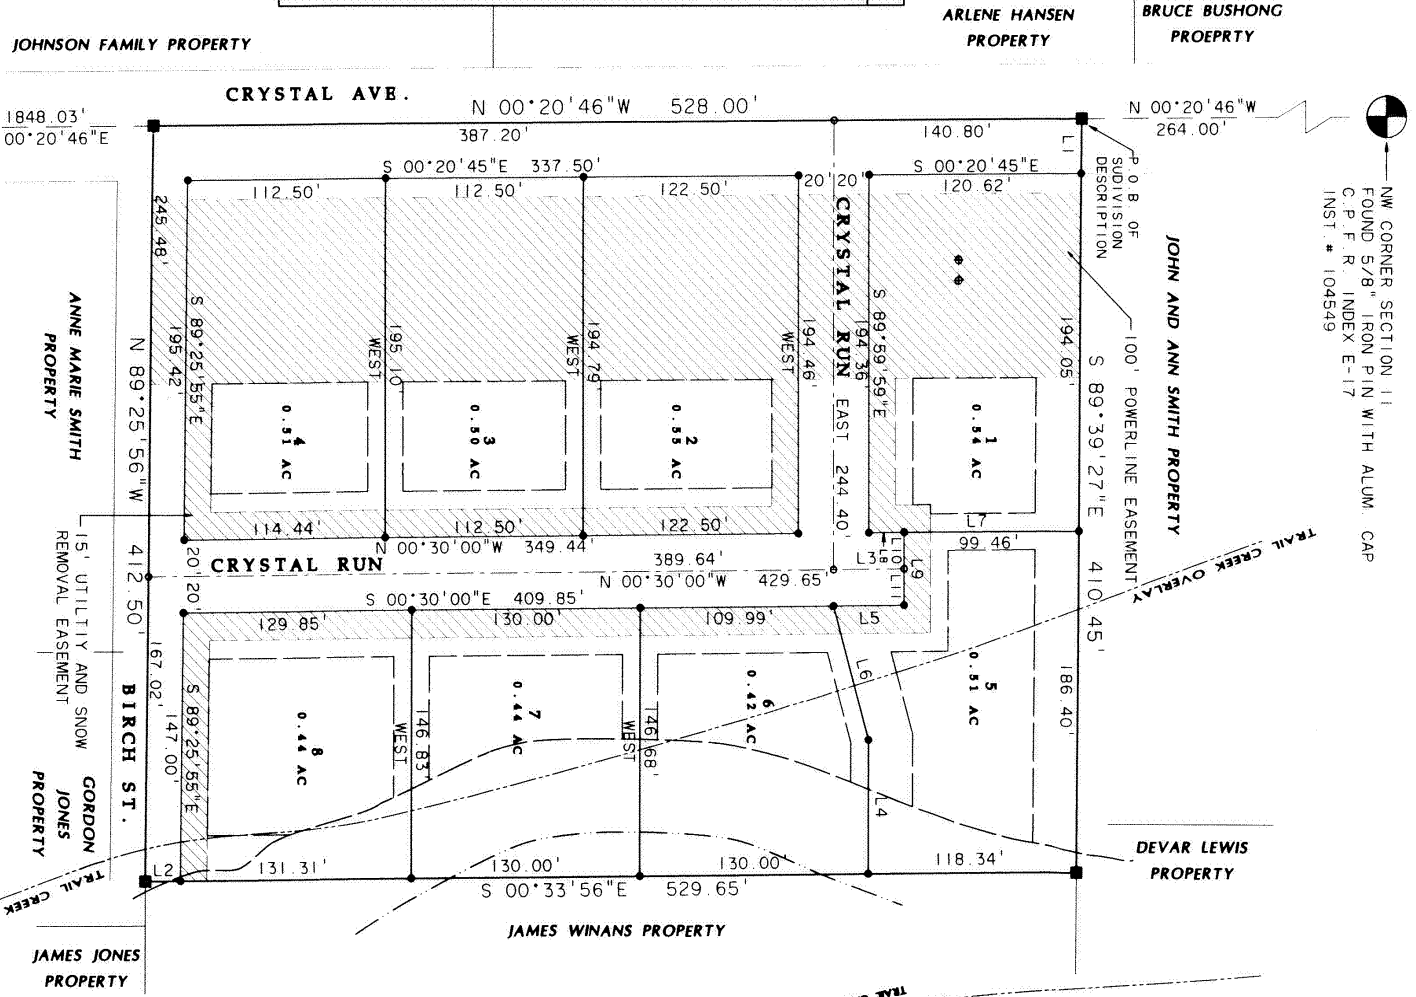 JOHNSON FAMILY PROPERTY
ARLENE HANSEN
PROPERTY
BRUCE BUSHONG
PROEPRTY
CRYSTAL AVE.
N 00°20'46"W 528.00'
1848.03'
00°20'46"E
N 00°20'46"W
264.00'
387.20'
140.80'
L1
S 00°20'45"E 337.50'
S 00°20'45"E
112.50'
112.50'
122.50'
20' 20'
120.62'
P.O.B. OF
SUDIVISION
DESCRIPTION
NW CORNER SECTION 11
FOUND 5/8" IRON PIN WITH ALUM. CAP
C.P.F.R. INDEX E-17
INST. # 104549
245.48'
S 89°25'55"E
195.42'
195.10'
WEST
194.79'
WEST
194.46'
WEST
CRYSTAL RUN
EAST 244.40'
194.36'
S 89°59'59"E
194.05'
S 89°39'27"E 410.45'
100' POWERLINE EASEMENT
JOHN AND ANN SMITH PROPERTY
ANNE MARIE SMITH
PROPERTY
N 89°25'56"W 412.50'
4
0.51 AC
3
0.50 AC
2
0.55 AC
1
0.54 AC
114.44'
112.50'
122.50'
L7
99.46'
N 00°30'00"W 349.44'
20' 20'
CRYSTAL RUN
389.64'
N 00°30'00"W 429.65'
L3
L8
L10
L11
L9
S 00°30'00"E 409.85'
129.85'
130.00'
109.99'
L5
15' UTILTIY AND SNOW
REMOVAL EASEMENT
TRAIL CREEK OVERLAY
L6
167.02'
BIRCH ST.
147.00'
S 89°25'55"E
8
0.44 AC
146.83'
WEST
7
0.44 AC
146.68'
WEST
6
0.42 AC
5
0.51 AC
186.40'
L4
GORDON
JONES
PROPERTY
DEVAR LEWIS
PROPERTY
L2
131.31'
130.00'
130.00'
118.34'
S 00°33'56"E 529.65'
TRAIL CREEK
JAMES WINANS PROPERTY
JAMES JONES
PROPERTY
TRAIL